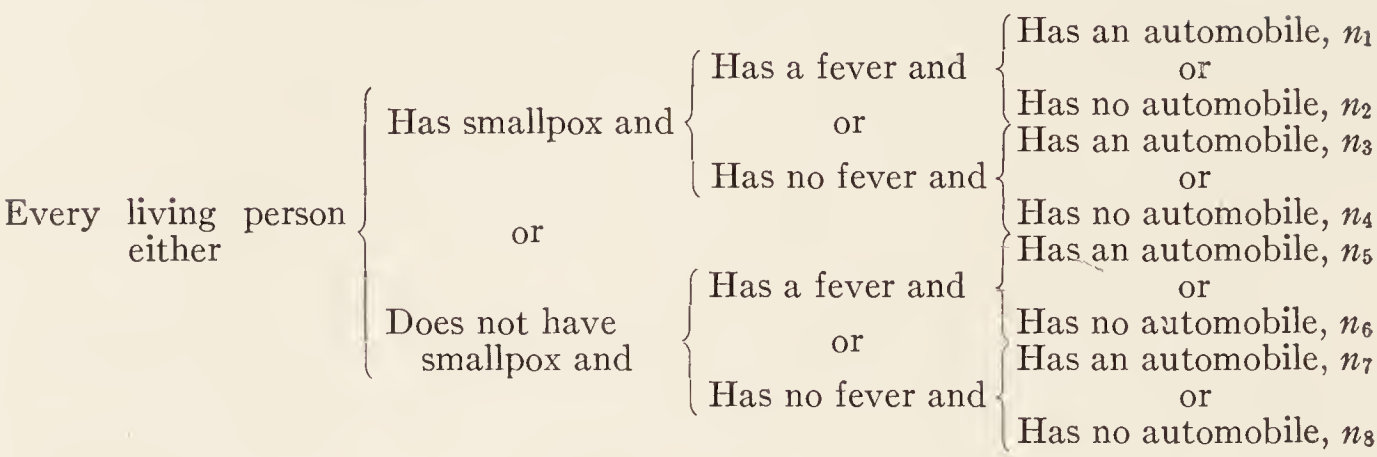 Every living person either
Has smallpox and
or
Does not have
smallpox and
Has a fever and
or
Has no fever and
Has a fever and
or
Has no fever and
Has an automobile, n1
or
Has no automobile, n2
Has an automobile, n3
or
Has no automobile, n4
Has an automobile, n5
or
Has no automobile, n6
Has an automobile, n7
or
Has no automobile, n8